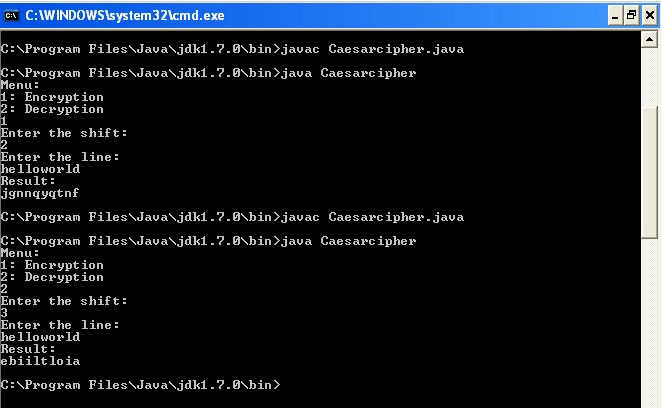 C:\WINDOWS\system32\cmd.exe
C:\Program Files\Java\jdk1.7.0\bin>javac Caesarcipher.java
C:\Program Files\Java\jdk1.7.0\bin>java Caesarcipher
Menu:
1: Encryption
2: Decryption
1
Enter the shift:
2
Enter the line:
helloworld
Result:
jgnnqyqtnf
C:\Program Files\Java\jdk1.7.0\bin>javac Caesarcipher.java
C:\Program Files\Java\jdk1.7.0\bin>java Caesarcipher
Menu:
1: Encryption
2: Decryption
2
Enter the shift:
3
Enter the line:
helloworld
Result:
ebiiltloia
C:\Program Files\Java\jdk1.7.0\bin>